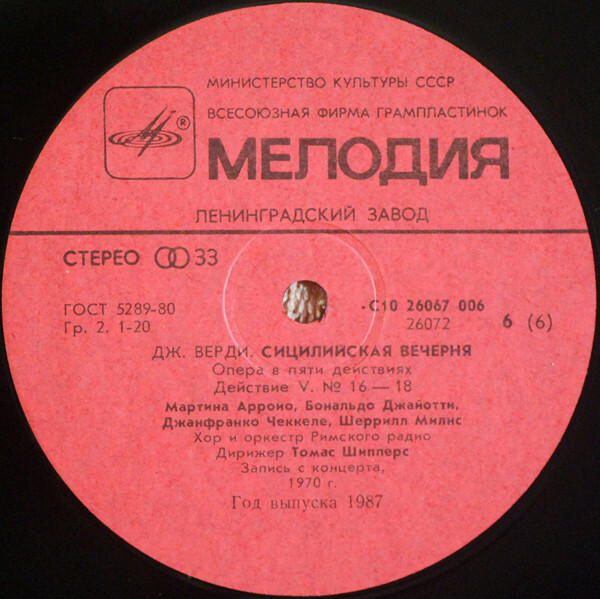 МИНИСТЕРСТВО КУЛЬТУРЫ СССР
ВСЕСОЮЗНАЯ ФИРМА ГРАМПЛАСТИНОК
®
МЕЛОДИЯ
ЛЕНИНГРАДСКИЙ ЗАВОД
СТЕРЕО 33
ГОСТ 5289-80
Гр. 2. 1-20
С10 26067 006
26072 6 (6)
ДЖ. ВЕРДИ. СИЦИЛИЙСКАЯ ВЕЧЕРНЯ
Опера в пяти действиях
Действие V. № 16 — 18
Мартина Арройо, Бональдо Джайотти,
Джанфранко Чеккеле, Шеррилл Милнс
Хор и оркестр Римского радио
Дирижер Томас Шипперс
Запись с концерта,
1970 г.
Год выпуска 1987